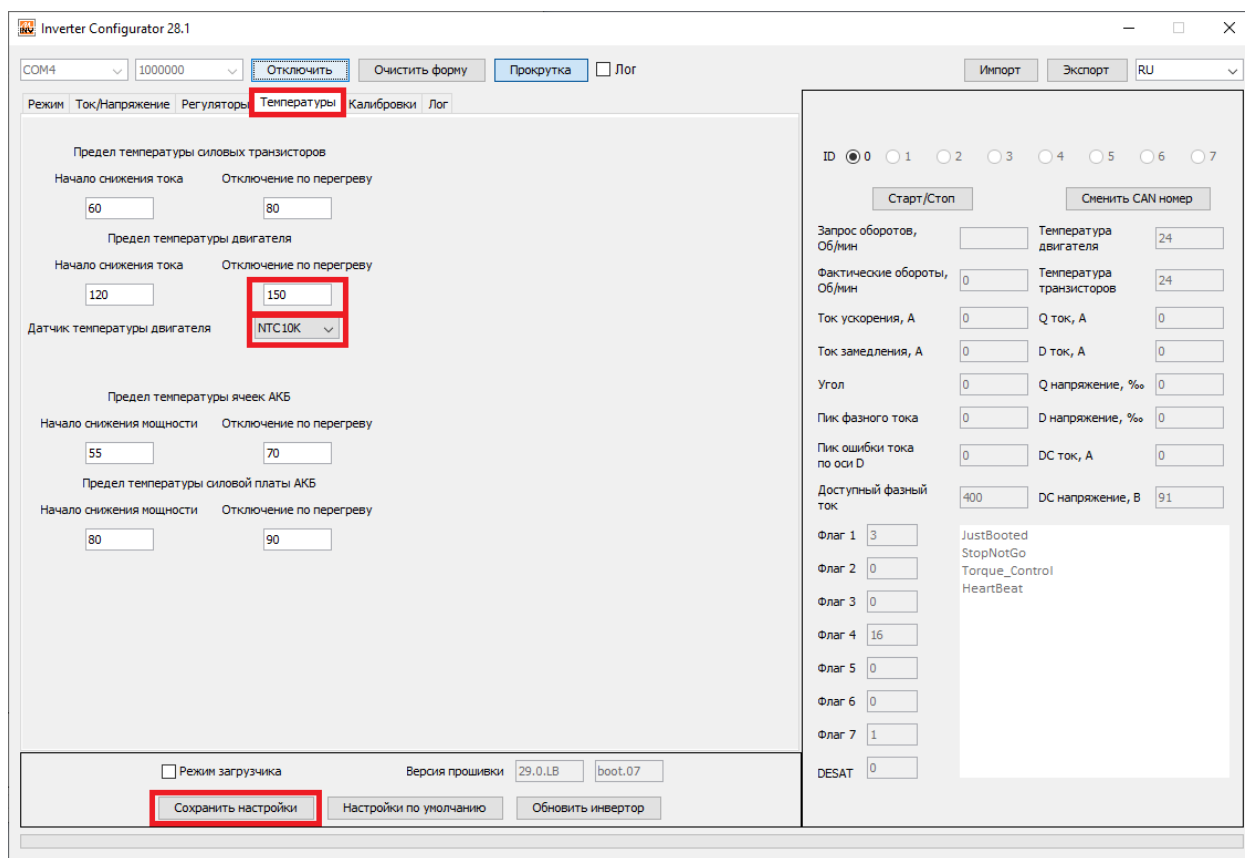 Inverter Configurator 28.1
COM4 1000000 Отключить Очистить форму Прокрутка Лог Импорт Экспорт RU
Режим Ток/Напряжение Регуляторы Температуры Калибровки Лог
Предел температуры силовых транзисторов
Начало снижения тока Отключение по перегреву
60 80
Предел температуры двигателя
Начало снижения тока Отключение по перегреву
120 150
Датчик температуры двигателя NTC10K
Предел температуры ячеек АКБ
Начало снижения мощности Отключение по перегреву
55 70
Предел температуры силовой платы АКБ
Начало снижения мощности Отключение по перегреву
80 90
Режим загрузчика Версия прошивки 29.0.LB boot.07
Сохранить настройки Настройки по умолчанию Обновить инвертор
ID 0 1 2 3 4 5 6 7
Старт/Стоп Сменить CAN номер
Запрос оборотов,
Об/мин
Температура
двигателя
24
Фактические обороты,
Об/мин
0
Температура
транзисторов
24
Ток ускорения, А 0 Q ток, А 0
Ток замедления, А 0 D ток, А 0
Угол 0 Q напряжение, ‰ 0
Пик фазного тока 0 D напряжение, ‰ 0
Пик ошибки тока
по оси D
0 DC ток, А 0
Доступный фазный
ток
400 DC напряжение, В 91
Флаг 1 3
Флаг 2 0
Флаг 3 0
Флаг 4 16
Флаг 5 0
Флаг 6 0
Флаг 7 1
DESAT 0
JustBooted
StopNotGo
Torque_Control
HeartBeat